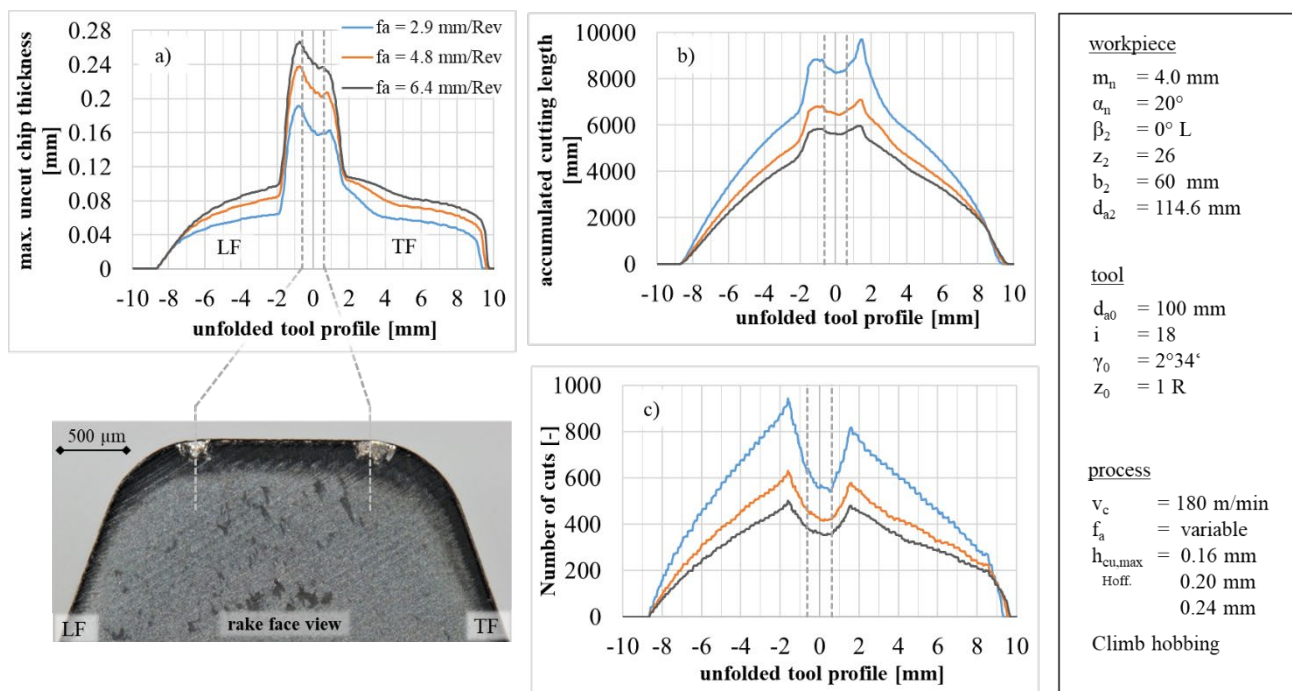 0.28
0.24
0.2
0.16
0.12
0.08
0.04
0
max. uncut chip thickness
[mm]
a)
fa = 2.9 mm/Rev
fa = 4.8 mm/Rev
fa = 6.4 mm/Rev
LF
TF
-10 -8 -6 -4 -2 0 2 4 6 8 10
unfolded tool profile [mm]
10000
8000
6000
4000
2000
0
accumulated cutting length
[mm]
b)
-10 -8 -6 -4 -2 0 2 4 6 8 10
unfolded tool profile [mm]
500 µm
LF
rake face view
TF
1000
800
600
400
200
0
Number of cuts [-]
c)
-10 -8 -6 -4 -2 0 2 4 6 8 10
unfolded tool profile [mm]
workpiece
mn = 4.0 mm
αn = 20°
β2 = 0° L
z2 = 26
b2 = 60 mm
da2 = 114.6 mm
tool
da0 = 100 mm
i = 18
γ0 = 2°34‘
z0 = 1 R
process
vc = 180 m/min
fa = variable
hcu,max = 0.16 mm
Hoff. 0.20 mm
0.24 mm
Climb hobbing